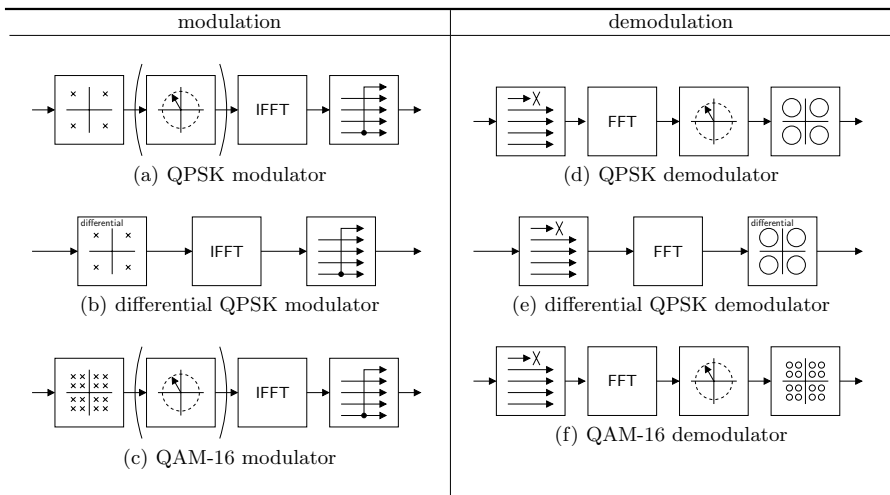 modulation
IFFT
(a) QPSK modulator
differential
IFFT
(b) differential QPSK modulator
IFFT
(c) QAM-16 modulator
demodulation
FFT
(d) QPSK demodulator
FFT
differential
(e) differential QPSK demodulator
FFT
(f) QAM-16 demodulator